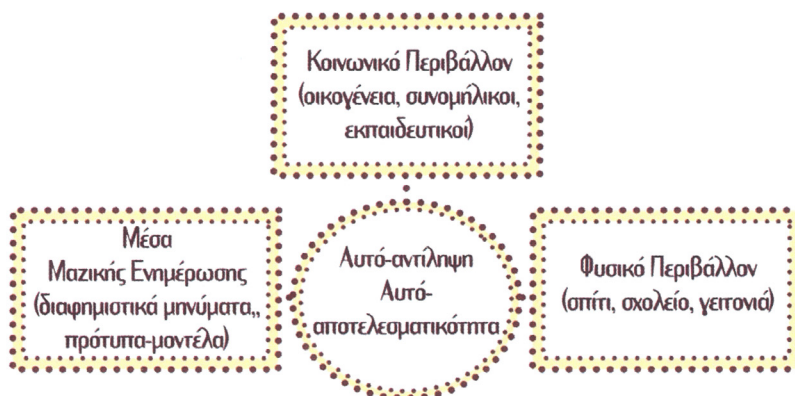 Κοινωνικό Περιβάλλον
(οικογένεια, συνομήλικοι,
εκπαιδευτικοί)
Μέσα
Μαζικής Ενημέρωσης
(διαφημιστικά μηνύματα,,
πρότυπα-μοντέλα)
Αυτό-αντίληψη
Αυτό-
αποτελεσματικότητα
Φυσικό Περιβάλλον
(σπίτι, σχολείο, γειτονιά)